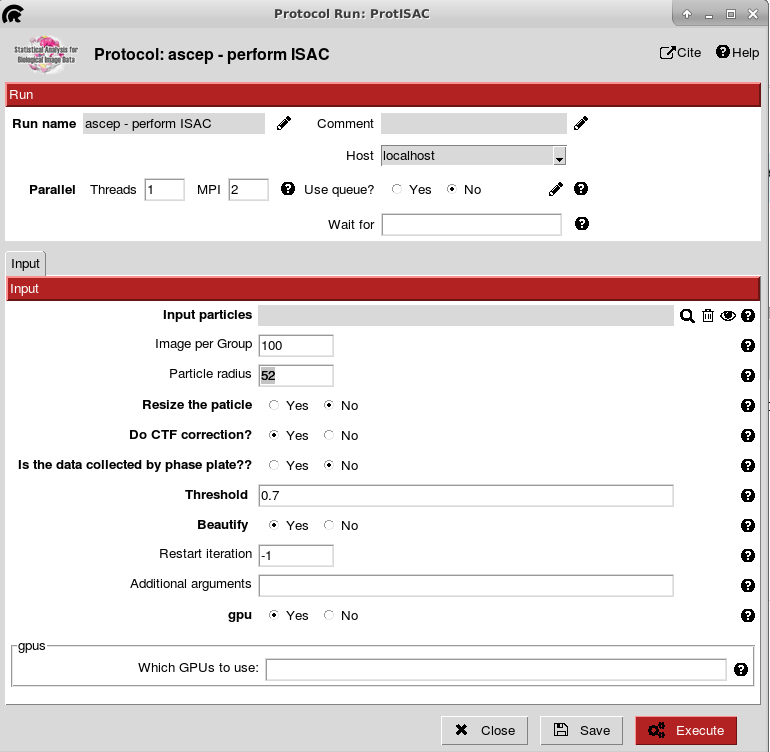 Protocol Run: ProtISAC
Statistical Analysis for
Biological Image Data
Protocol: ascep - perform ISAC
Cite
Help
Run
Run name ascep - perform ISAC Comment
Host localhost
Parallel Threads 1 MPI 2 Use queue? Yes No
Wait for
Input
Input
Input particles
Image per Group 100
Particle radius 52
Resize the paticle Yes No
Do CTF correction? Yes No
Is the data collected by phase plate?? Yes No
Threshold 0.7
Beautify Yes No
Restart iteration -1
Additional arguments
gpu Yes No
gpus
Which GPUs to use:
Close Save Execute